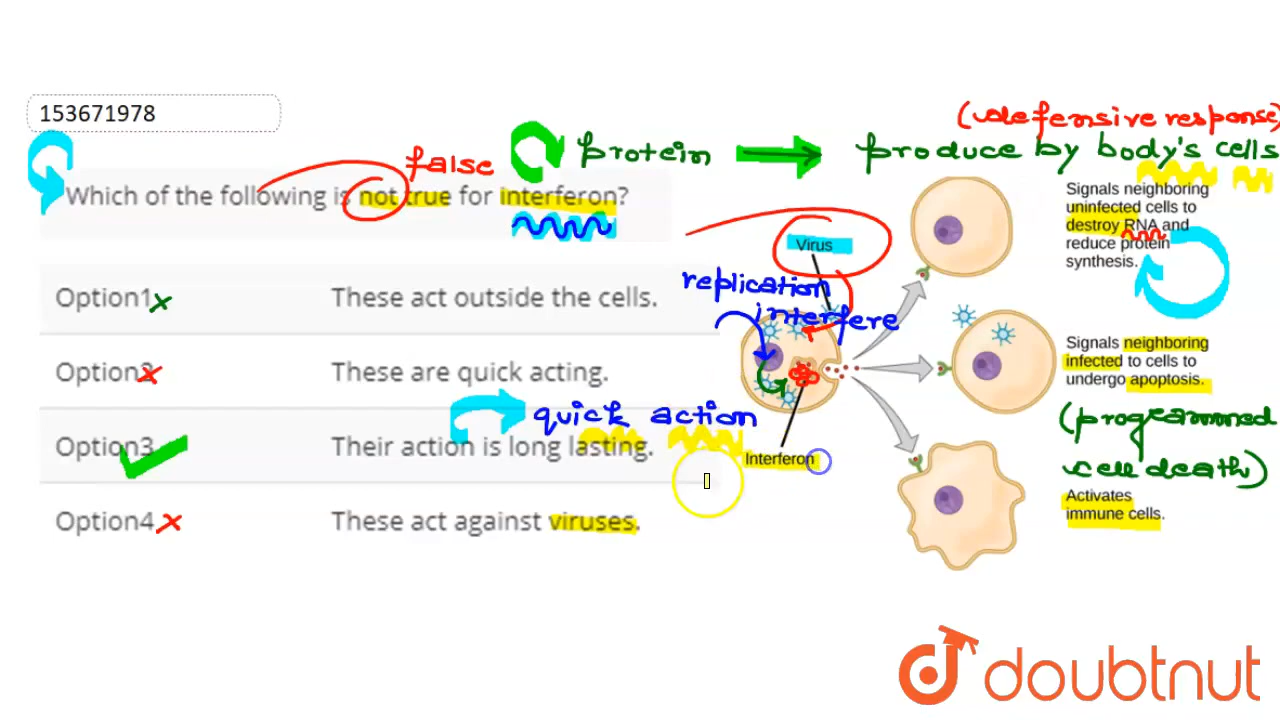 153671978
(defensive response)
false
protein → produce by body's cells
Which of the following is not true for interferon?
Signals neighboring
uninfected cells to
destroy RNA and
reduce protein
synthesis.
Virus
replication
interfere
Option1 These act outside the cells.
Option2 These are quick acting.
Signals neighboring
infected to cells to
undergo apoptosis.
quick action
(programmed
cell death)
Option3 Their action is long lasting.
Interferon
Activates
immune cells.
Option4 These act against viruses.
doubtnut